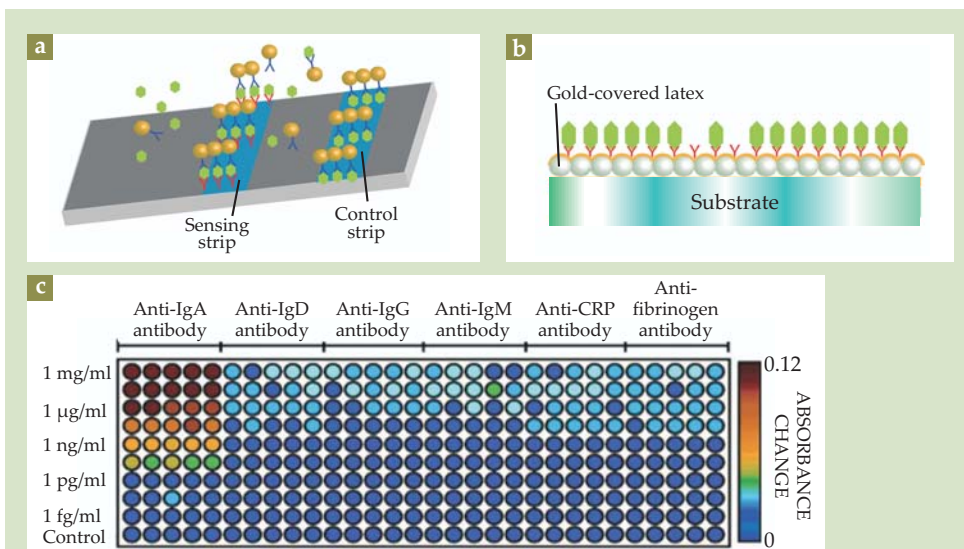 a
Sensing
strip
Control
strip
b
Gold-covered latex
Substrate
c
Anti-IgA
antibody
Anti-IgD
antibody
Anti-IgG
antibody
Anti-IgM
antibody
Anti-CRP
antibody
Anti-
fibrinogen
antibody
1 mg/ml
1 µg/ml
1 ng/ml
1 pg/ml
1 fg/ml
Control
0.12
ABSORBANCE
CHANGE
0